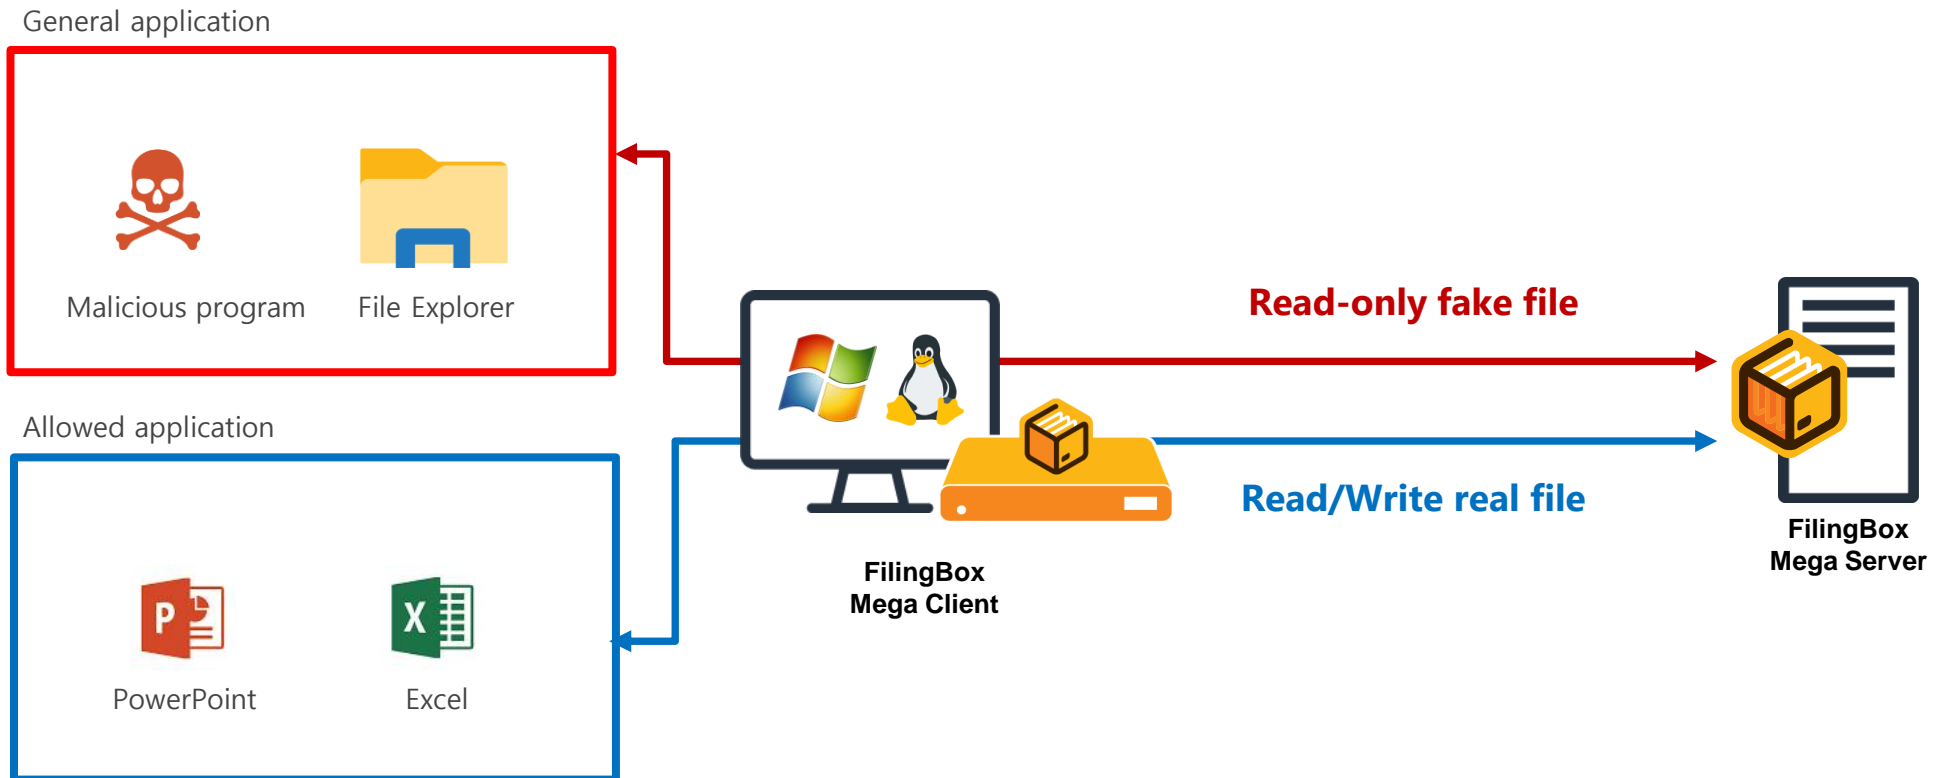 General application
Malicious program
File Explorer
Read-only fake file
Allowed application
Read/Write real file
FilingBox
Mega Server
FilingBox
Mega Client
P
X
PowerPoint
Excel